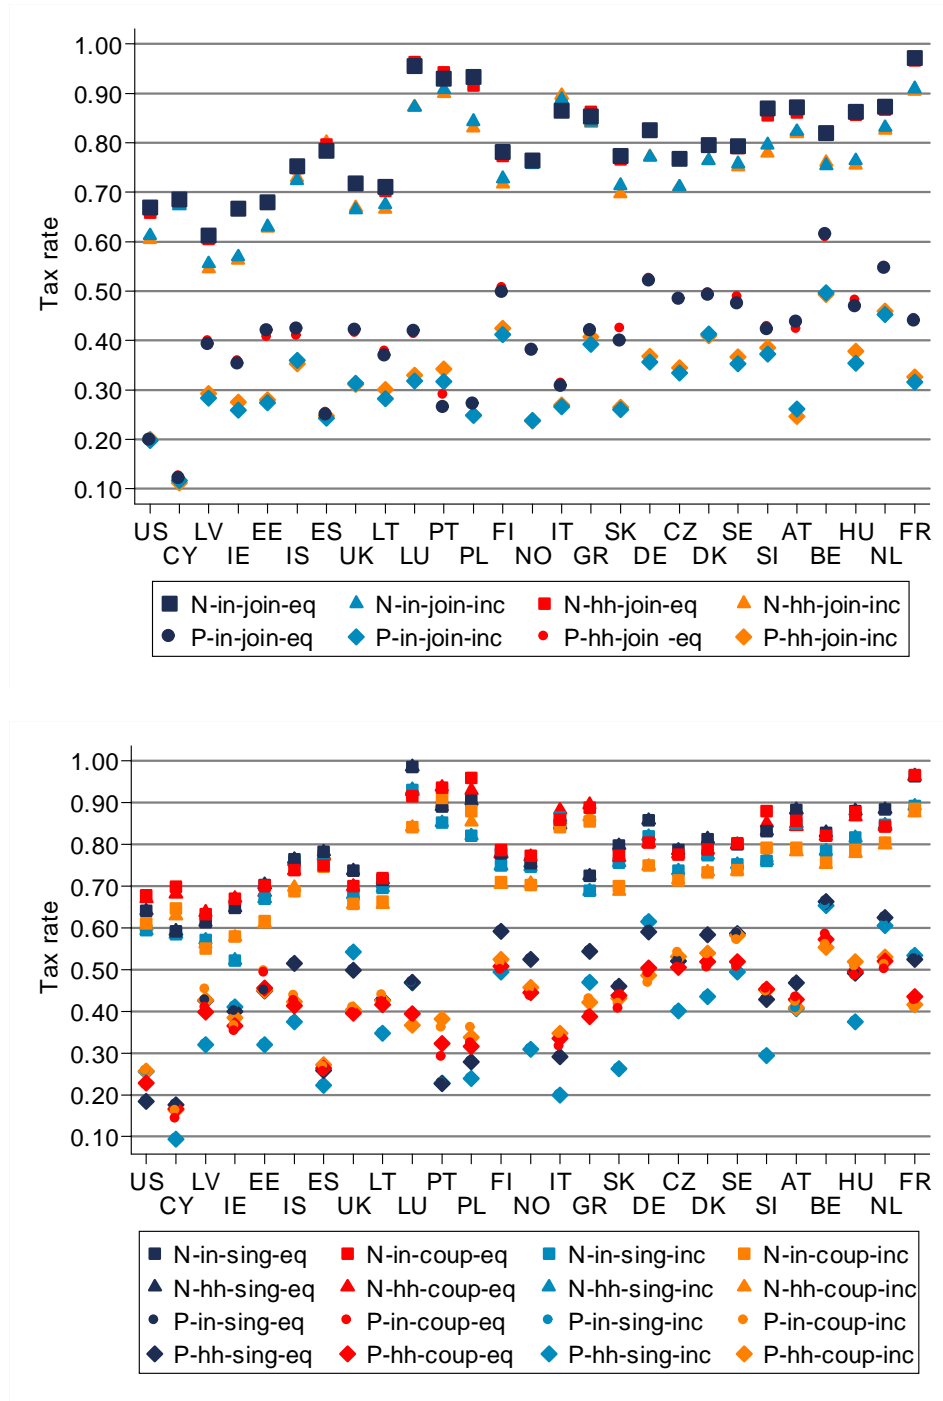 1.00
0.90
0.80
0.70
0.60
0.50
0.40
0.30
0.20
0.10
Tax rate
US LV EE ES LT PT FI IT SK CZ SE AT HU FR
CY IE IS UK LU PL NO GR DE DK SI BE NL
N-in-join-eq N-in-join-inc N-hh-join-eq N-hh-join-inc
P-in-join-eq P-in-join-inc P-hh-join -eq P-hh-join-inc
1.00
0.90
0.80
0.70
0.60
0.50
0.40
0.30
0.20
0.10
Tax rate
US LV EE ES LT PT FI IT SK CZ SE AT HU FR
CY IE IS UK LU PL NO GR DE DK SI BE NL
N-in-sing-eq N-in-coup-eq N-in-sing-inc N-in-coup-inc
N-hh-sing-eq N-hh-coup-eq N-hh-sing-inc N-hh-coup-inc
P-in-sing-eq P-in-coup-eq P-in-sing-inc P-in-coup-inc
P-hh-sing-eq P-hh-coup-eq P-hh-sing-inc P-hh-coup-inc